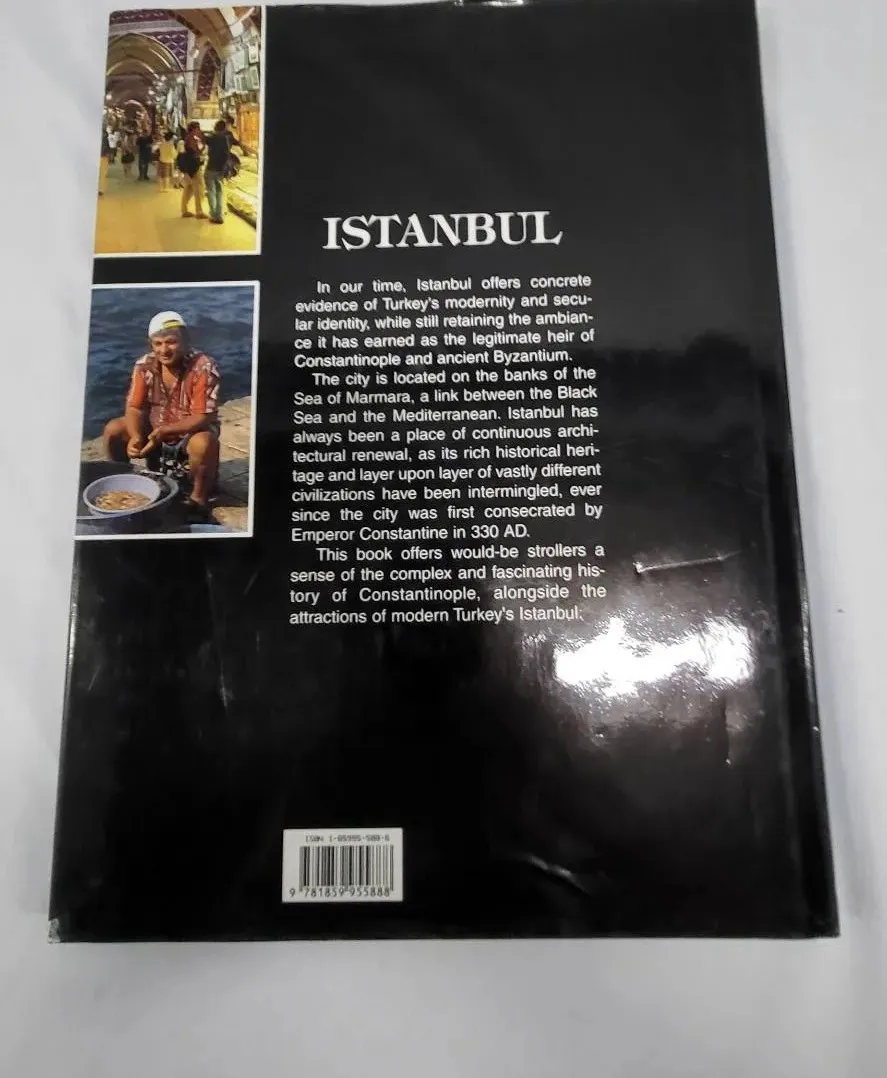 ISTANBUL
In our time, Istanbul offers concrete
evidence of Turkey's modernity and secu-
lar identity, while still retaining the ambian-
ce it has earned as the legitimate heir of
Constantinople and ancient Byzantium.
The city is located on the banks of the
Sea of Marmara, a link between the Black
Sea and the Mediterranean. Istanbul has
always been a place of continuous archi-
tectural renewal, as its rich historical heri-
tage and layer upon layer of vastly different
civilizations have been intermingled, ever
since the city was first consecrated by
Emperor Constantine in 330 AD.
This book offers would-be strollers a
sense of the complex and fascinating his-
tory of Constantinople, alongside the
attractions of modern Turkey's Istanbul.
ISBN 1-85995-588-6
9 781859 955888